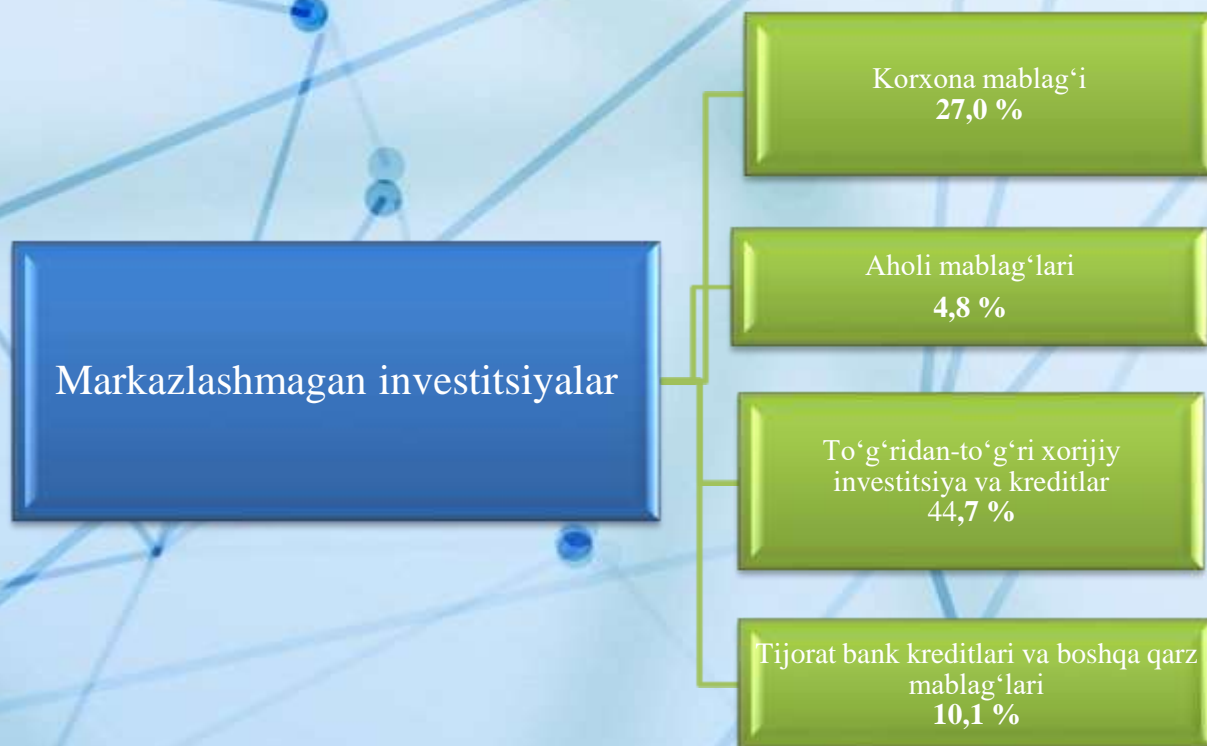 Korxona mablag‘i
27,0 %
Aholi mablag‘lari
4,8 %
Markazlashmagan investitsiyalar
To‘g‘ridan-to‘g‘ri xorijiy
investitsiya va kreditlar
44,7 %
Tijorat bank kreditlari va boshqa qarz
mablag‘lari
10,1 %